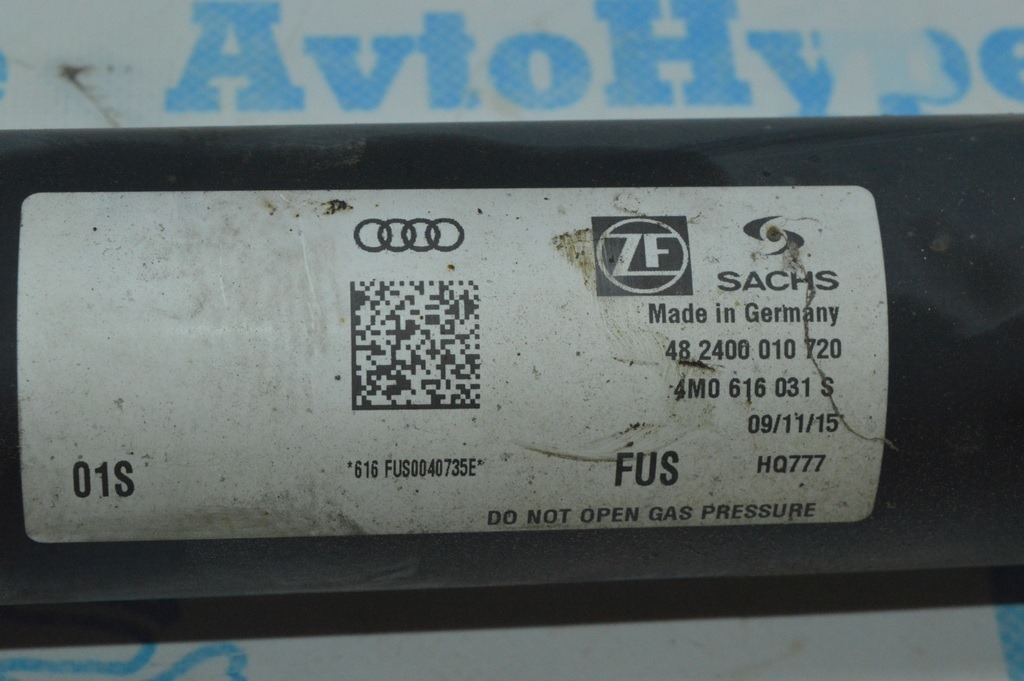 AvtoHype
ZF
SACHS
Made in Germany
48 2400 010 720
4M0 616 031 S
09/11/15
01S
*616 FUS0040735E*
FUS
HQ777
DO NOT OPEN GAS PRESSURE